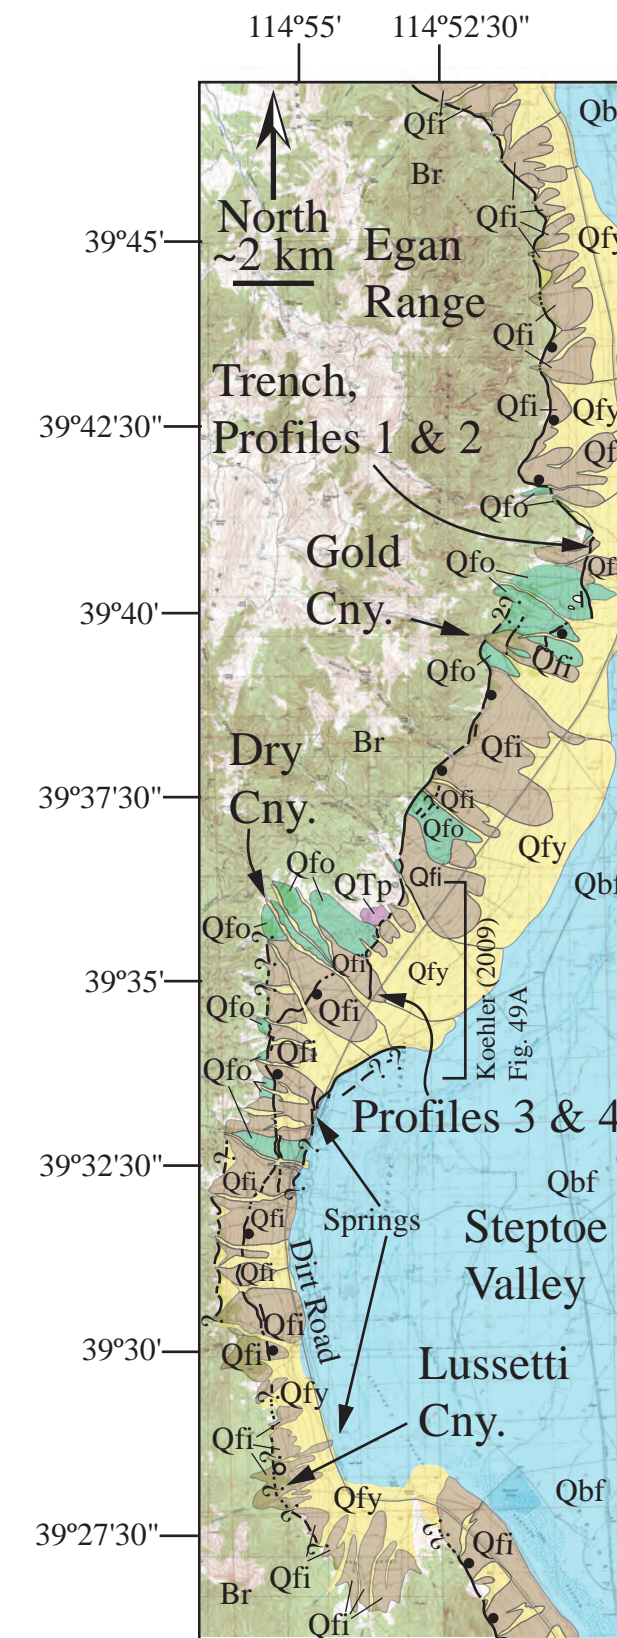 114º55' 114º52'30"
Qfi
Qb
Br
Qfi
North
~2 km
39º45'
Egan
Range
Qfy
Qfi
Trench,
Profiles 1 & 2
Qfi
Qfy
39º42'30"
Qf
Qfo
Gold
Cny.
Qfo
Qf
39º40'
??
Qfi
Qfo
Br
Qfi
Dry
Cny.
39º37'30"
Qfi
?
Qfo
Qfy
Qfo
QTp
Qfi
Qbf
Qfo
?
Qfi
Qfy
39º35'
?
Qfi
Koehler (2009)
Fig. 49A
Qfo
Qfi
Qfo
? ?
Profiles 3 & 4
39º32'30"
?
?
Qfi
Qbf
Qfi
Springs
Steptoe
Valley
Qfi
Dirt Road
?
Qfi
39º30'
Qfi
Lussetti
Cny.
?
Qfy
Qfi
?
?
?
Qfy
Qbf
39º27'30"
??
Qfi
?
Qfi
Br
Qfi